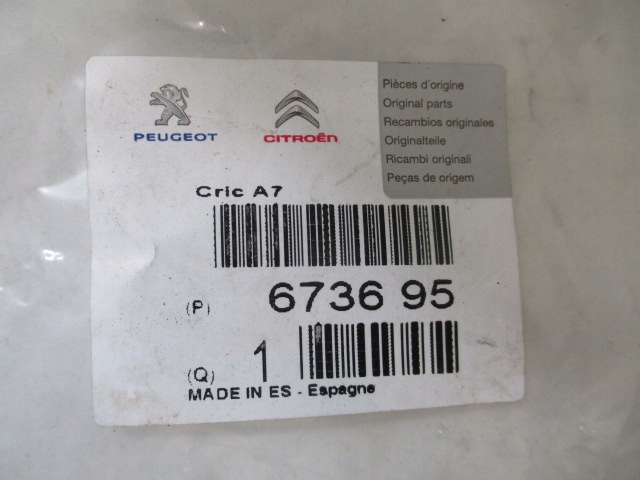 PEUGEOT
CITROËN
Pièces d'origine
Original parts
Recambios originales
Originalteile
Ricambi originali
Peças de origem
Cric A7
(P) 6736 95
(Q) 1
MADE IN ES - Espagne